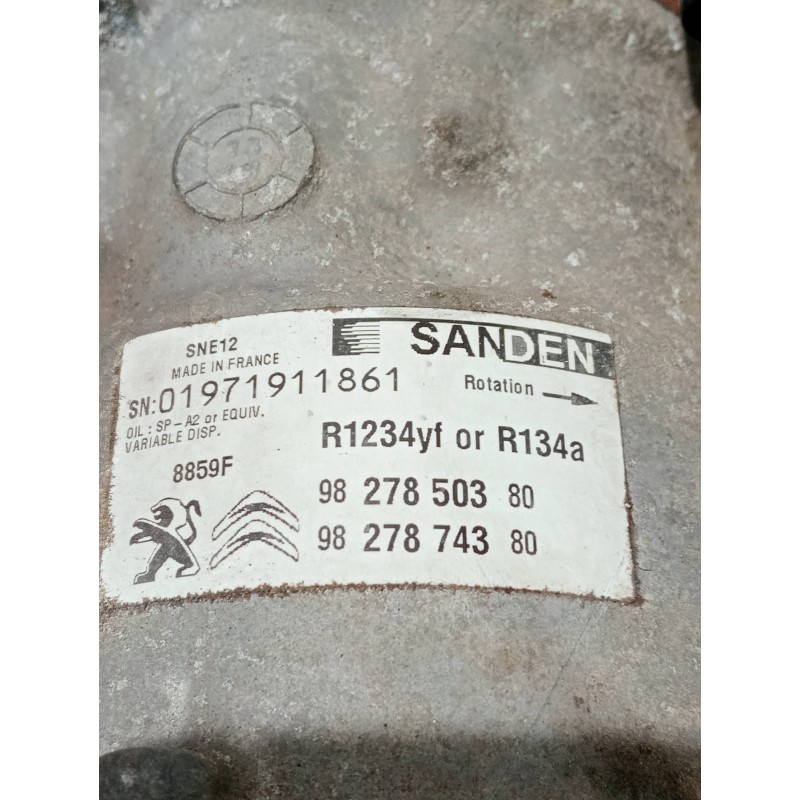 SNE12
MADE IN FRANCE
SANDEN
SN:01971911861
Rotation
OIL : SP-A2 or EQUIV.
VARIABLE DISP.
R1234yf or R134a
8859F
98 278 503 80
98 278 743 80